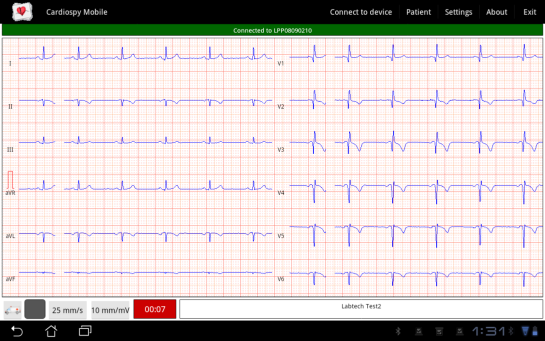 Cardiospy Mobile Connect to device Patient Settings About Exit
Connected to LPP08090210
I V1
II V2
III V3
aVR V4
aVL V5
aVF V6
25 mm/s 10 mm/mV 00:07 Labtech Test2
1:31